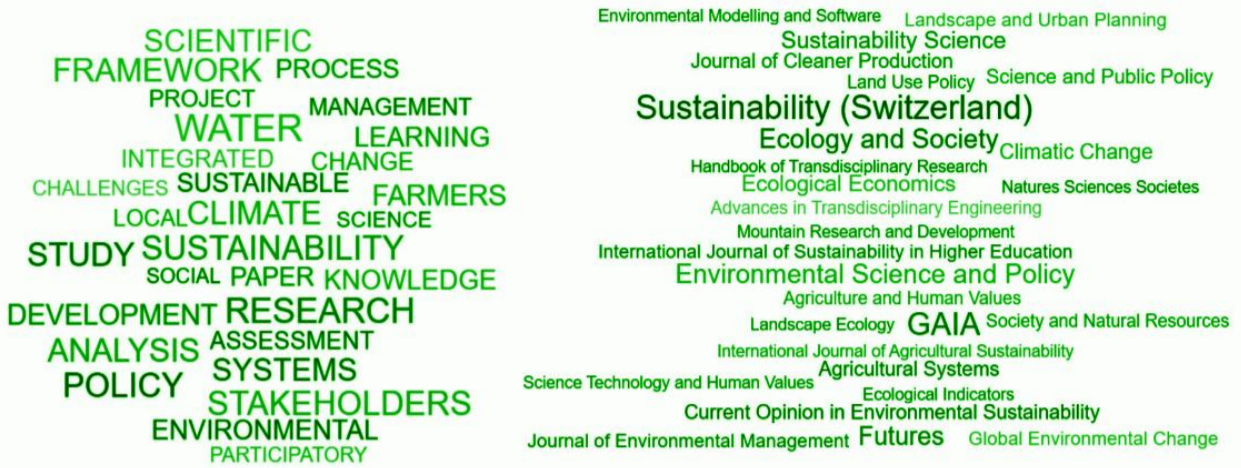 SCIENTIFIC
FRAMEWORK PROCESS
PROJECT MANAGEMENT
WATER LEARNING
INTEGRATED CHANGE
CHALLENGES SUSTAINABLE FARMERS
LOCAL CLIMATE SCIENCE
STUDY SUSTAINABILITY
SOCIAL PAPER KNOWLEDGE
DEVELOPMENT RESEARCH
ANALYSIS ASSESSMENT
POLICY SYSTEMS
STAKEHOLDERS
ENVIRONMENTAL
PARTICIPATORY
Environmental Modelling and Software Landscape and Urban Planning
Sustainability Science
Journal of Cleaner Production
Land Use Policy Science and Public Policy
Sustainability (Switzerland)
Ecology and Society Climatic Change
Handbook of Transdisciplinary Research
Ecological Economics Natures Sciences Societes
Advances in Transdisciplinary Engineering
Mountain Research and Development
International Journal of Sustainability in Higher Education
Environmental Science and Policy
Agriculture and Human Values
Landscape Ecology GAIA Society and Natural Resources
International Journal of Agricultural Sustainability
Science Technology and Human Values Agricultural Systems
Ecological Indicators
Current Opinion in Environmental Sustainability
Journal of Environmental Management Futures Global Environmental Change